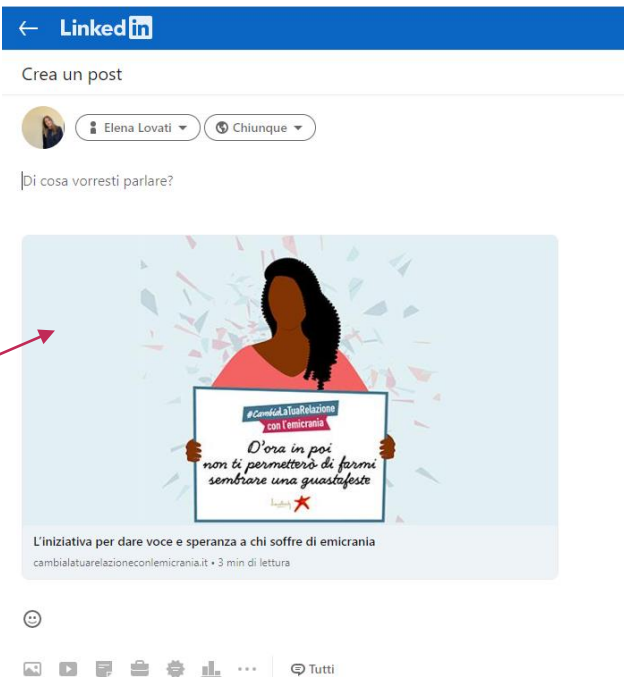 Linked in
Crea un post
Elena Lovati
Chiunque
Di cosa vorresti parlare?
#CambiaLaTuaRelazione
con l'emicrania
D'ora in poi
non ti permetterò di farmi
sembrare una guastafeste
Lundbeck
L'iniziativa per dare voce e speranza a chi soffre di emicrania
cambialatuarelazioneconlemicrania.it • 3 min di lettura
Tutti